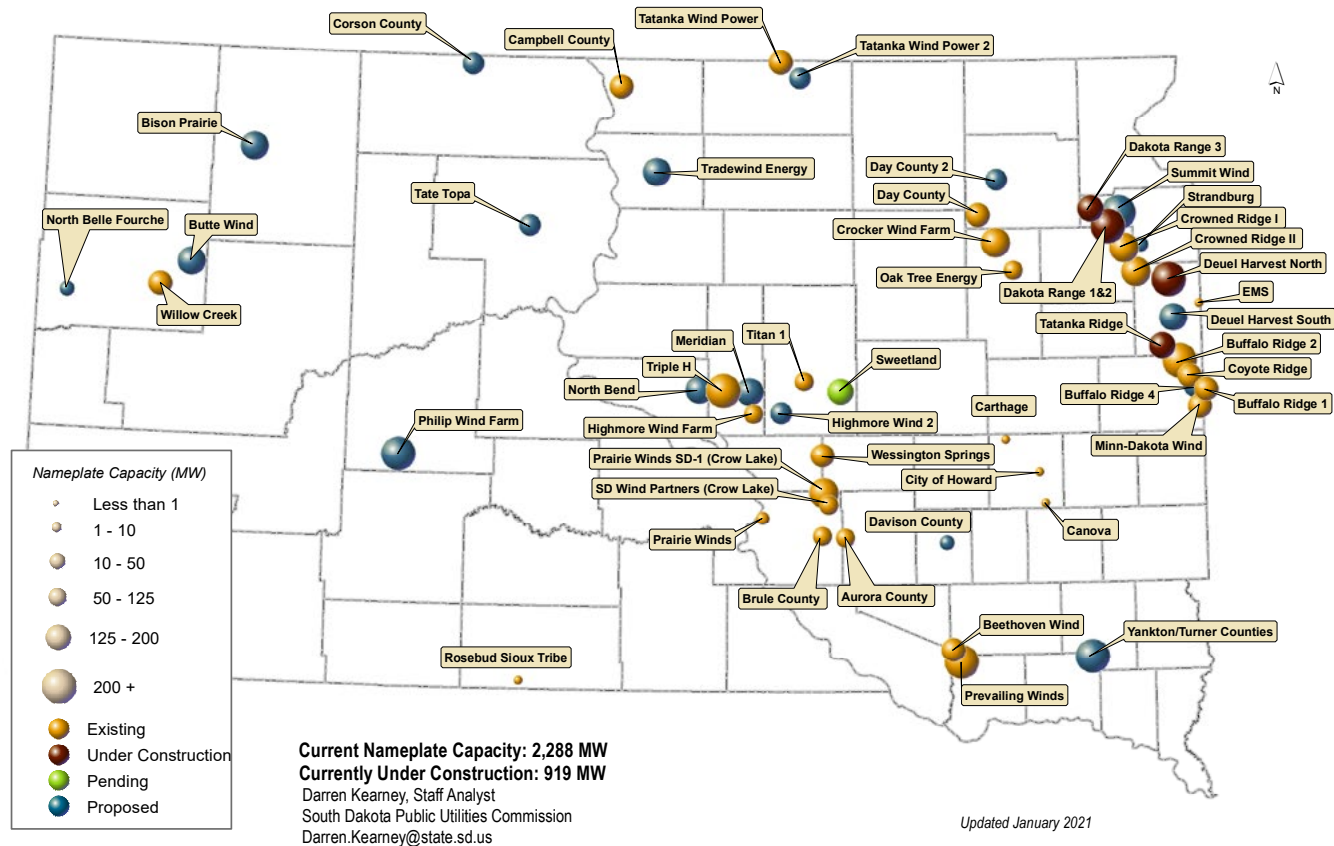 Tatanka Wind Power
Corson County
Campbell County
Tatanka Wind Power 2
N
Bison Prairie
Dakota Range 3
Tradewind Energy
Day County 2
Summit Wind
Tate Topa
Day County
Strandburg
North Belle Fourche
Butte Wind
Crowned Ridge I
Crocker Wind Farm
Crowned Ridge II
Deuel Harvest North
Oak Tree Energy
Dakota Range 1&2
EMS
Willow Creek
Deuel Harvest South
Tatanka Ridge
Titan 1
Meridian
Buffalo Ridge 2
Sweetland
Triple H
Coyote Ridge
North Bend
Buffalo Ridge 4
Buffalo Ridge 1
Carthage
Philip Wind Farm
Highmore Wind Farm
Highmore Wind 2
Minn-Dakota Wind
Wessington Springs
Prairie Winds SD-1 (Crow Lake)
City of Howard
SD Wind Partners (Crow Lake)
Davison County
Canova
Prairie Winds
Brule County
Aurora County
Beethoven Wind
Yankton/Turner Counties
Rosebud Sioux Tribe
Prevailing Winds
Nameplate Capacity (MW)
Less than 1
1 - 10
10 - 50
50 - 125
125 - 200
200 +
Existing
Under Construction
Pending
Proposed
Current Nameplate Capacity: 2,288 MW
Currently Under Construction: 919 MW
Darren Kearney, Staff Analyst
South Dakota Public Utilities Commission
Darren.Kearney@state.sd.us
Updated January 2021